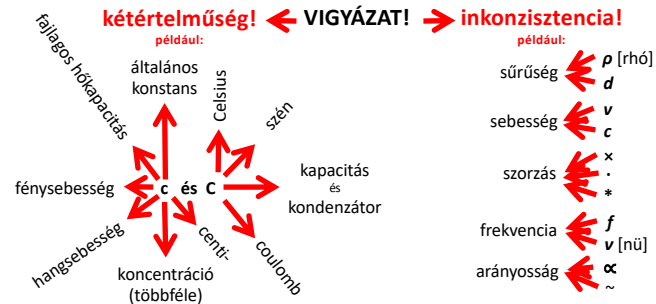 kétértelműség! VIGYÁZAT! inkonzisztencia!
például:
fajlagos hőkapacitás
általános
konstans
Celsius
szén
fénysebesség
c és C
kapacitás
és
kondenzátor
hangsebesség
koncentráció
(többféle)
centi-
coulomb
például:
sűrűség
ρ [rhó]
d
sebesség
v
c
szorzás
×
·
*
frekvencia
f
ν [nü]
arányosság
∝
~